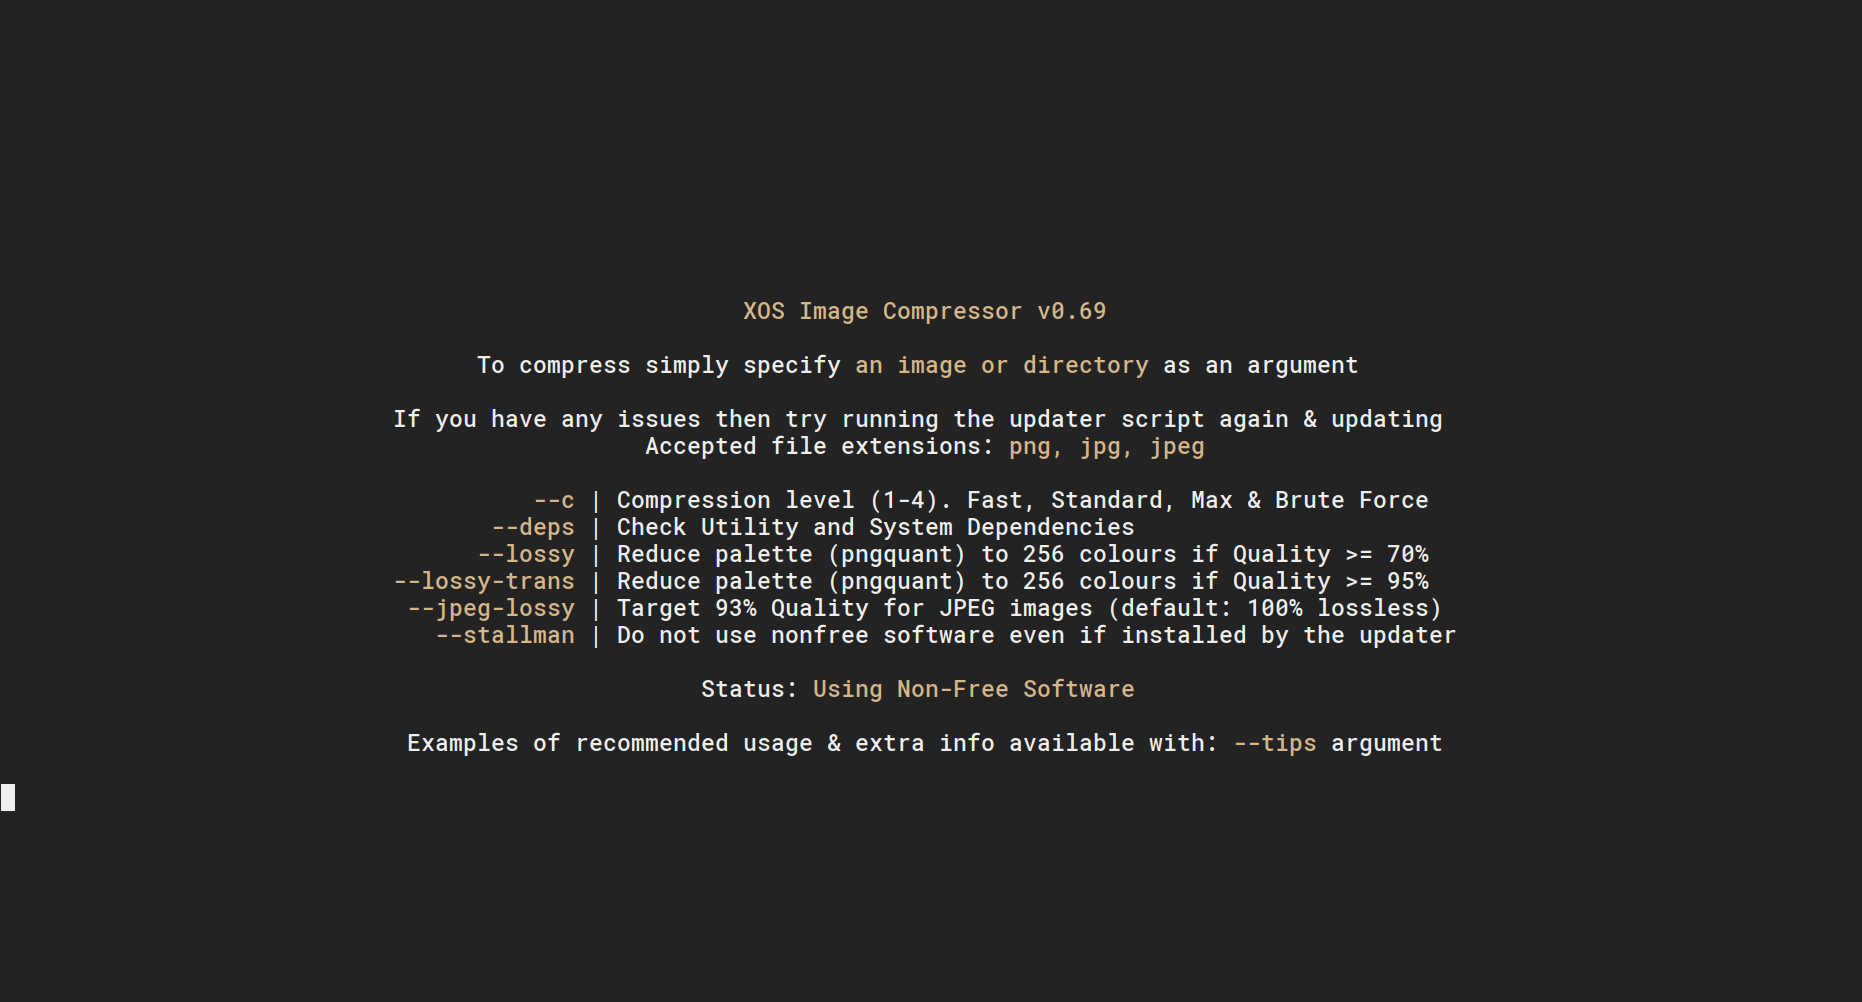 XOS Image Compressor v0.69
To compress simply specify an image or directory as an argument
If you have any issues then try running the updater script again & updating
Accepted file extensions: png, jpg, jpeg
--c | Compression level (1-4). Fast, Standard, Max & Brute Force
--deps | Check Utility and System Dependencies
--lossy | Reduce palette (pngquant) to 256 colours if Quality >= 70%
--lossy-trans | Reduce palette (pngquant) to 256 colours if Quality >= 95%
--jpeg-lossy | Target 93% Quality for JPEG images (default: 100% lossless)
--stallman | Do not use nonfree software even if installed by the updater
Status: Using Non-Free Software
Examples of recommended usage & extra info available with: --tips argument